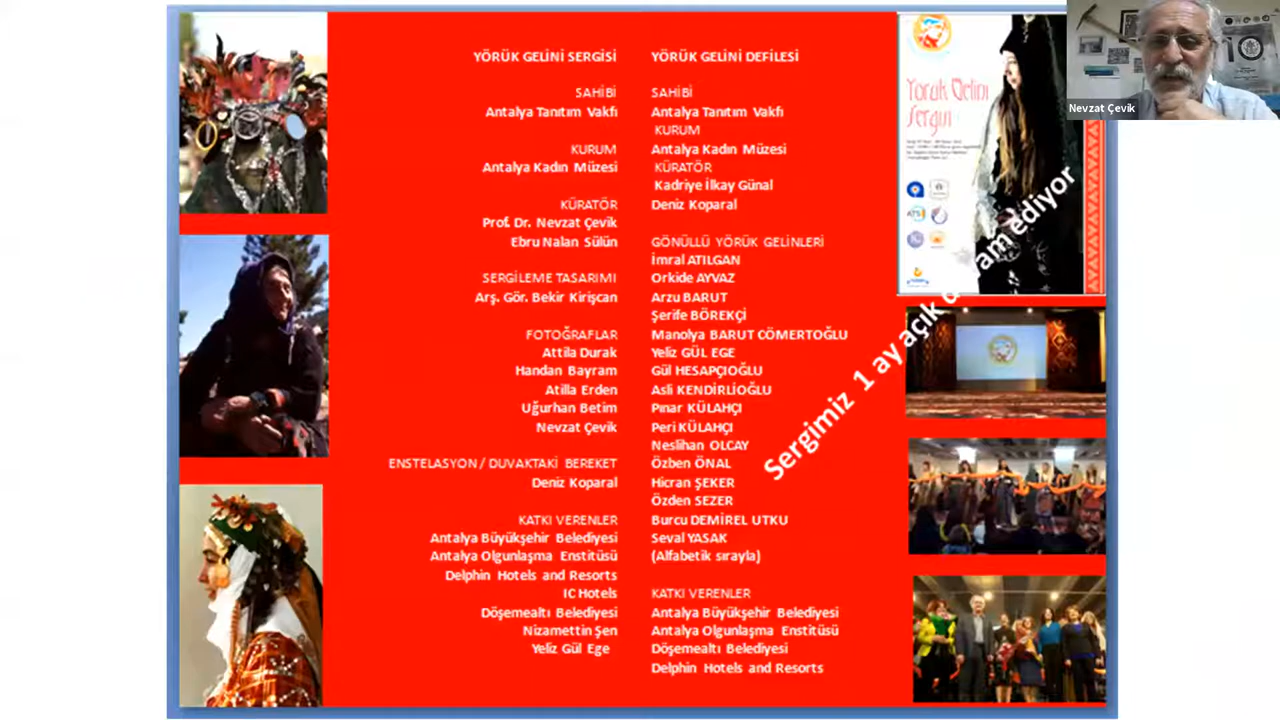 YÖRÜK GELİNİ SERGİSİ
SAHİBİ
Antalya Tanıtım Vakfı
KURUM
Antalya Kadın Müzesi
KÜRATÖR
Prof. Dr. Nevzat Çevik
Ebru Nalan Sülün
SERGİLEME TASARIMI
Arş. Gör. Bekir Kirişcan
FOTOĞRAFLAR
Attila Durak
Handan Bayram
Atilla Erden
Uğurhan Betim
Nevzat Çevik
ENSTELASYON / DUVAKTAKİ BEREKET
Deniz Koparal
KATKI VERENLER
Antalya Büyükşehir Belediyesi
Antalya Olgunlaşma Enstitüsü
Delphin Hotels and Resorts
IC Hotels
Döşemealtı Belediyesi
Nizamettin Şen
Yeliz Gül Ege
YÖRÜK GELİNİ DEFİLESİ
SAHİBİ
Antalya Tanıtım Vakfı
KURUM
Antalya Kadın Müzesi
KÜRATÖR
Kadriye İlkay Günal
Deniz Koparal
GÖNÜLLÜ YÖRÜK GELİNLERİ
İmral ATILGAN
Orkide AYVAZ
Arzu BARUT
Şerife BÖREKÇİ
Manolya BARUT CÖMERTOĞLU
Yeliz GÜL EGE
Gül HESAPÇIOĞLU
Asli KENDİRLİOĞLU
Pınar KÜLAHÇI
Peri KÜLAHÇI
Neslihan OLCAY
Özben ÖNAL
Hicran ŞEKER
Özden SEZER
Burcu DEMİREL UTKU
Seval YASAK
(Alfabetik sırayla)
KATKI VERENLER
Antalya Büyükşehir Belediyesi
Antalya Olgunlaşma Enstitüsü
Döşemealtı Belediyesi
Delphin Hotels and Resorts
Sergimiz 1 ay açık
ediyor
Yörük Gelini
Sergisi
ATSO
Nevzat Çevik